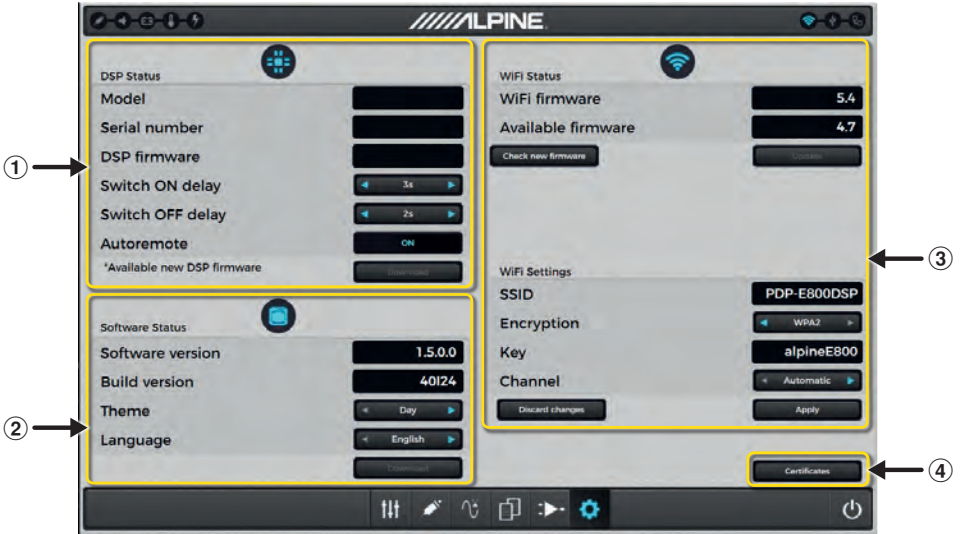 ALPINE
1
DSP Status
Model
Serial number
DSP firmware
Switch ON delay 3s
Switch OFF delay 2s
Autoremote ON
*Available new DSP firmware Download
2
Software Status
Software version 1.5.0.0
Build version 40124
Theme Day
Language English
Download
3
WiFi Status
WiFi firmware 5.4
Available firmware 4.7
Check new firmware Update
WiFi Settings
SSID PDP-E800DSP
Encryption WPA2
Key alpineE800
Channel Automatic
Discard changes Apply
4
Certificates